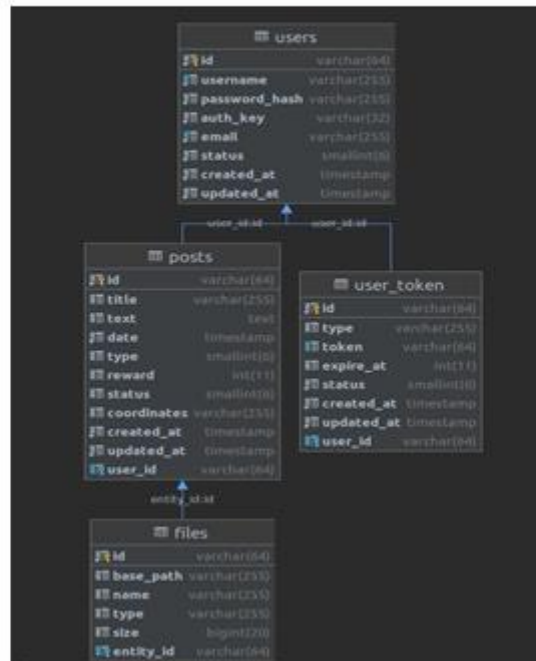 users
id varchar(64)
username varchar(255)
password_hash varchar(255)
auth_key varchar(32)
email varchar(255)
status smallint(6)
created_at timestamp
updated_at timestamp
user_id:id user_id:id
posts
id varchar(64)
title varchar(255)
text text
date timestamp
type smallint(6)
reward int(11)
status smallint(6)
coordinates varchar(255)
created_at timestamp
updated_at timestamp
user_id varchar(64)
user_token
id varchar(64)
type varchar(255)
token varchar(64)
expire_at int(11)
status smallint(6)
created_at timestamp
updated_at timestamp
user_id varchar(64)
entity_id:id
files
id varchar(64)
base_path varchar(255)
name varchar(255)
type varchar(255)
size bigint(20)
entity_id varchar(64)